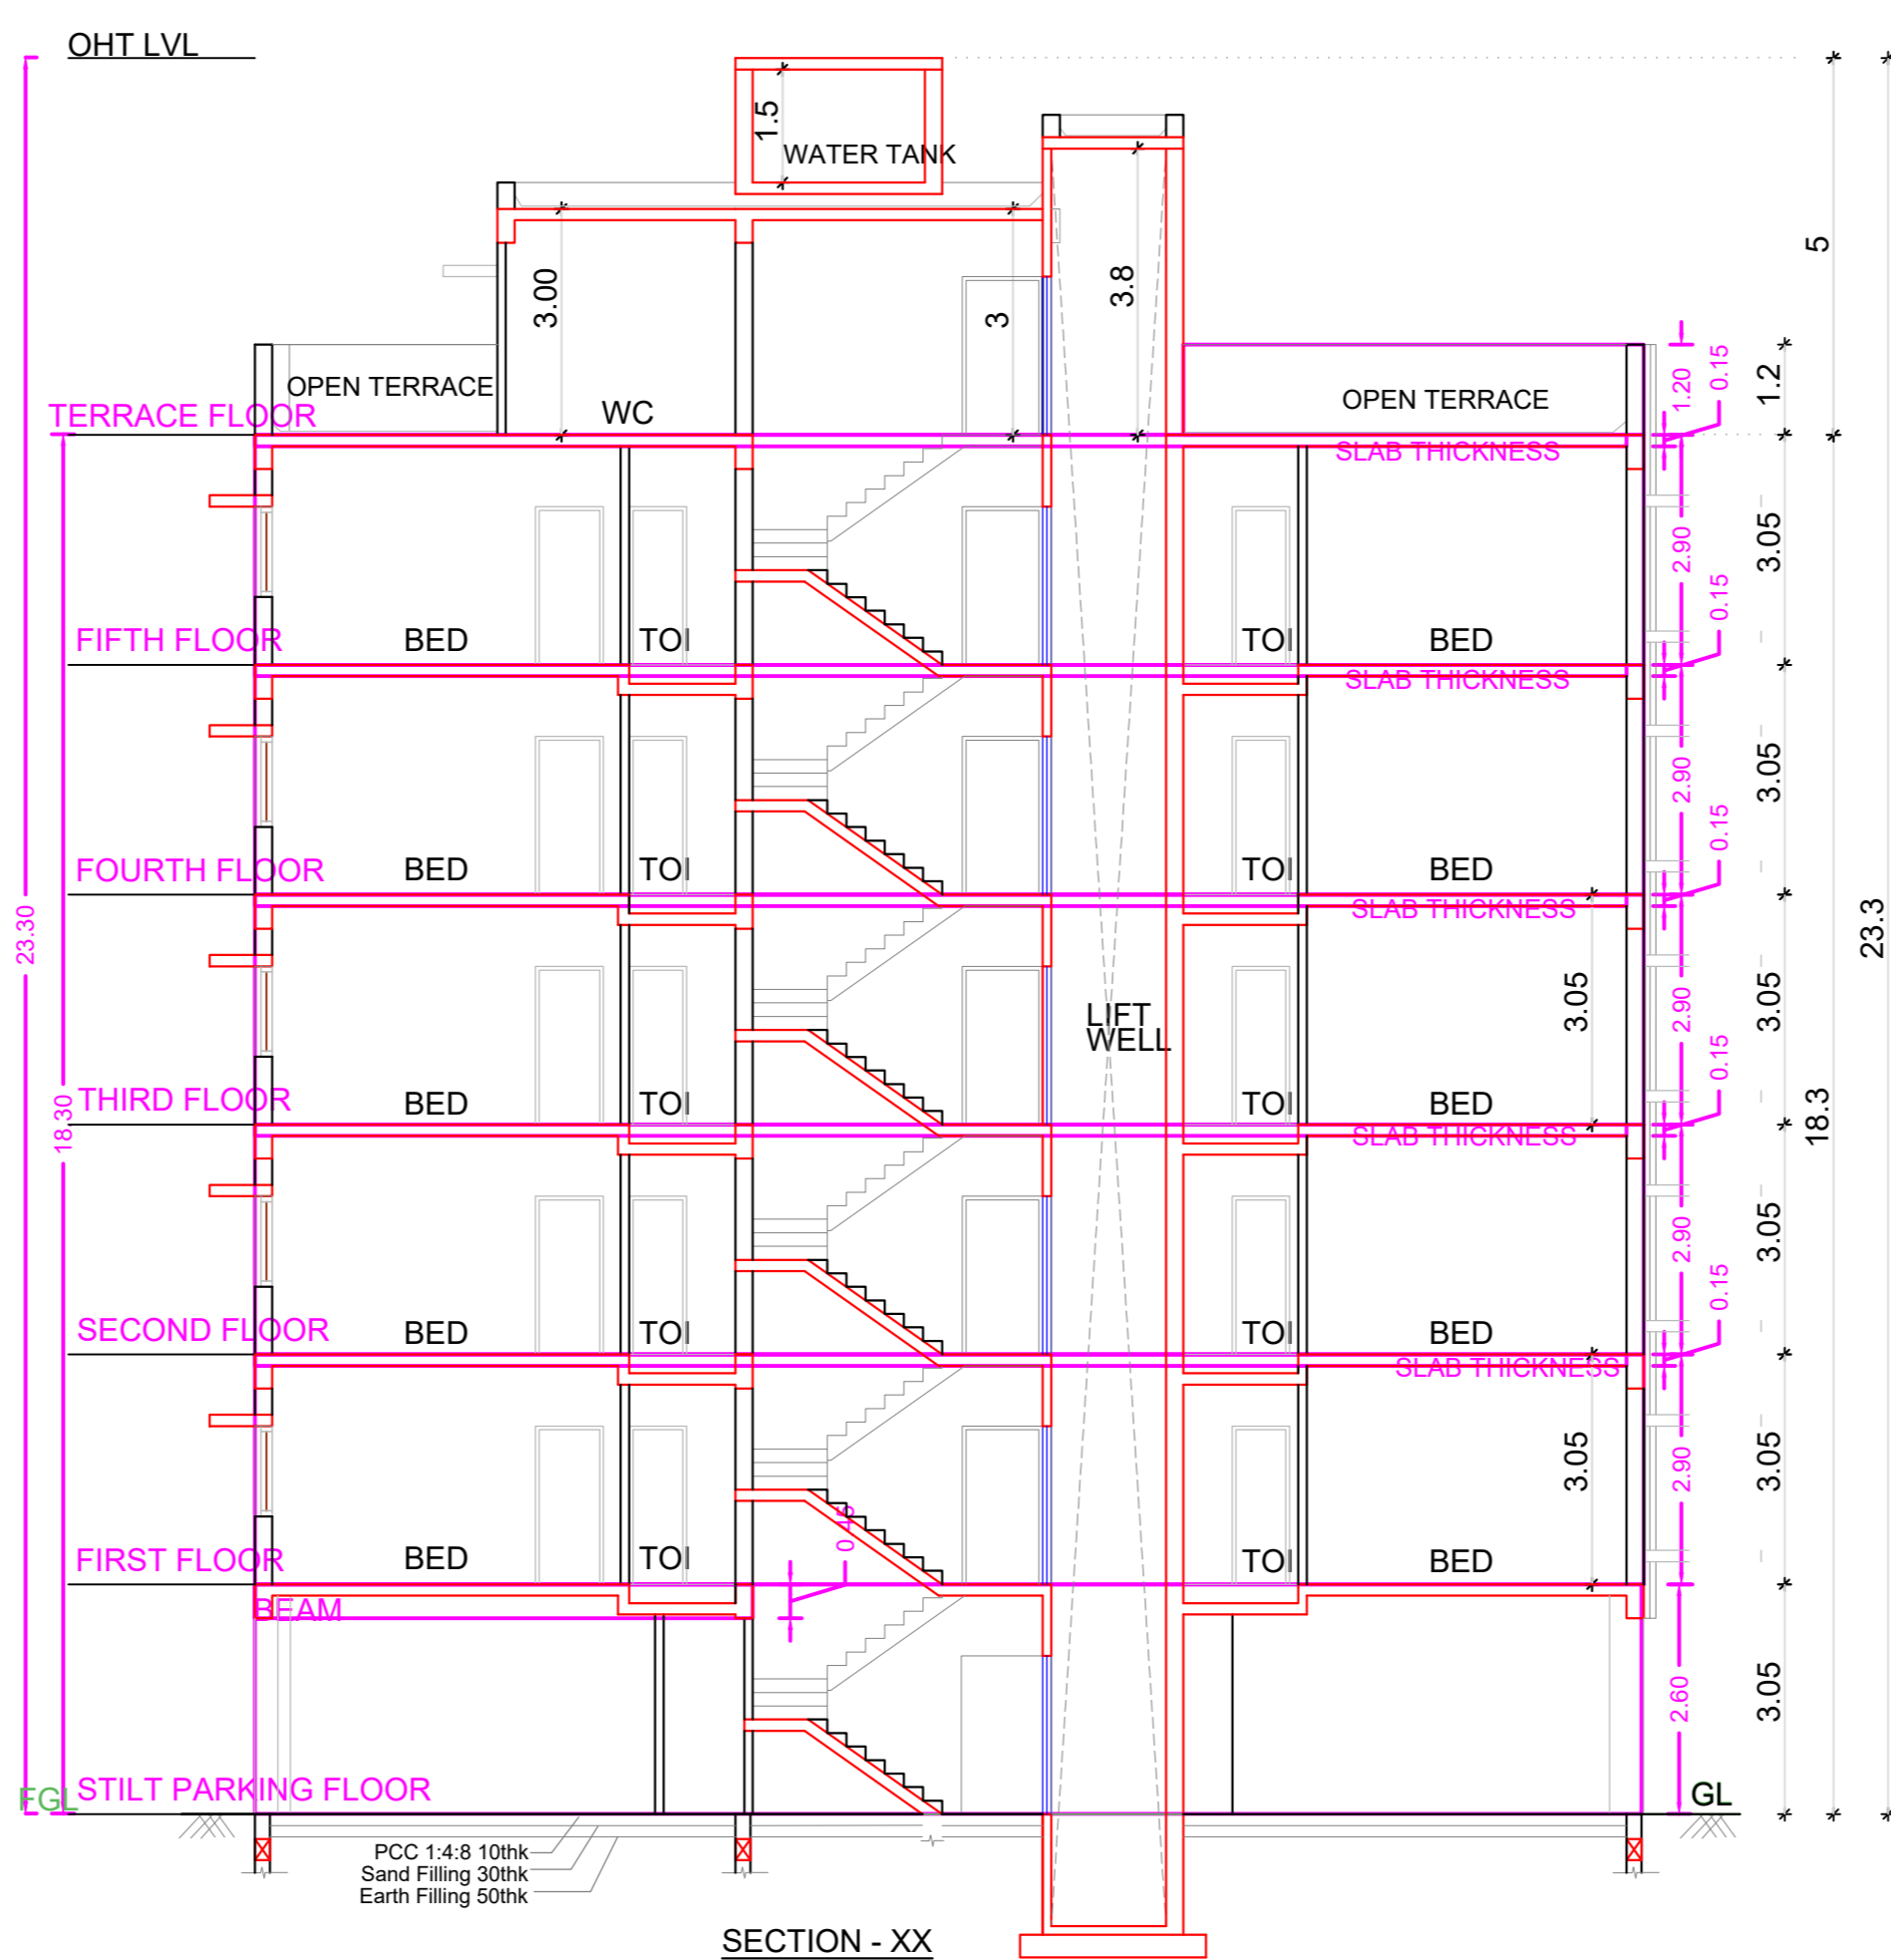 OHT LVL
1.5
WATER TANK
5
3.00
3
3.8
1.20
0.15
1.2
OPEN TERRACE
OPEN TERRACE
TERRACE FLOOR
WC
SLAB THICKNESS
2.90
3.05
0.15
FIFTH FLOOR
BED
TOI
TOI
BED
SLAB THICKNESS
2.90
3.05
0.15
FOURTH FLOOR
BED
TOI
TOI
BED
SLAB THICKNESS
23.30
23.3
3.05
2.90
3.05
LIFT
WELL
0.15
THIRD FLOOR
BED
TOI
TOI
BED
18.30
18.3
SLAB THICKNESS
2.90
3.05
0.15
SECOND FLOOR
BED
TOI
TOI
BED
SLAB THICKNESS
3.05
2.90
3.05
0.45
FIRST FLOOR
BED
TOI
TOI
BED
BEAM
2.60
3.05
FGL
STILT PARKING FLOOR
GL
PCC 1:4:8 10thk
Sand Filling 30thk
Earth Filling 50thk
SECTION - XX